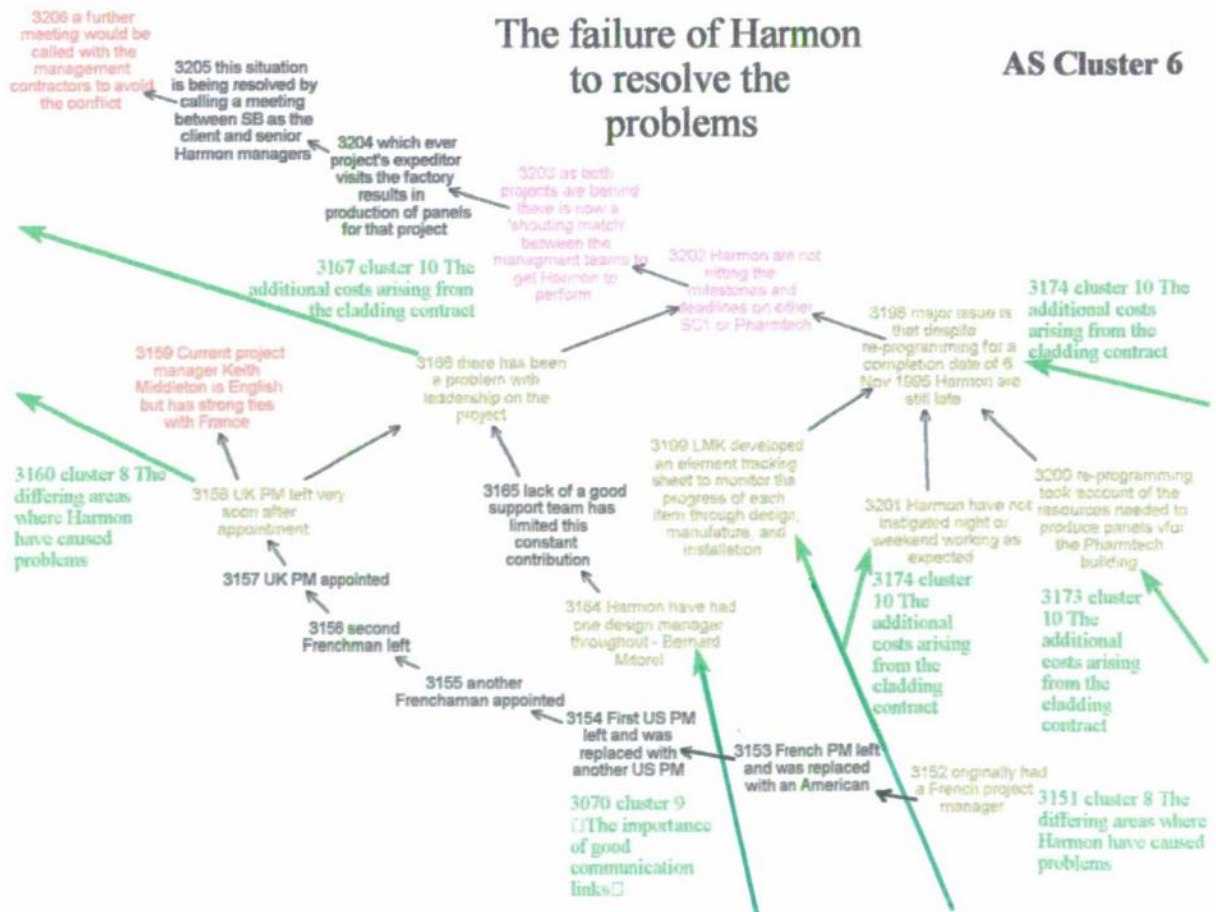 The failure of Harmon
to resolve the
problems
AS Cluster 6
3206 a further
meeting would be
called with the
management
contractors to avoid
the conflict
3205 this situation
is being resolved by
calling a meeting
between SB as the
client and senior
Harmon managers
3204 which ever
project's expeditor
visits the factory
results in
production of panels
for that project
3203 as both
projects are behind
there is now a
'shouting match'
between the
managment teams to
get Harmon to
perform
3202 Harmon are not
hitting the
milestones and
deadlines on either
SC1 or Pharmtech
3167 cluster 10 The
additional costs arising from
the cladding contract
3174 cluster 10 The
additional costs
arising from the
cladding contract
3198 major issue is
that despite
re-programming for a
completion date of 6
Nov 1995 Harmon are
still late
3159 Current project
manager Keith
Middleton is English
but has strong ties
with France
3166 there has been
a problem with
leadership on the
project
3160 cluster 8 The
differing areas
where Harmon
have caused
problems
3158 UK PM left very
soon after
appointment
3165 lack of a good
support team has
limited this
constant
contribution
3199 LMK developed
an element tracking
sheet to monitor the
progress of each
item through design,
manufature, and
installation
3201 Harmon have not
instigated night or
weekend working as
expected
3200 re-programming
took account of the
resources needed to
produce panels vfor
the Pharmtech
building
3157 UK PM appointed
3164 Harmon have had
one design manager
throughout - Bernard
3174 cluster
10 The
additional
costs arising
from the
cladding
contract
3173 cluster
10 The
additional
costs arising
from the
cladding
contract
3156 second
Frenchman left
3155 another
Frenchaman appointed
3154 First US PM
left and was
replaced with
another US PM
3153 French PM left
and was replaced
with an American
3152 originally had
a French project
manager
3151 cluster 8 The
differing areas where
Harmon have caused
problems
3070 cluster 9
□The importance
of good
communication
links□